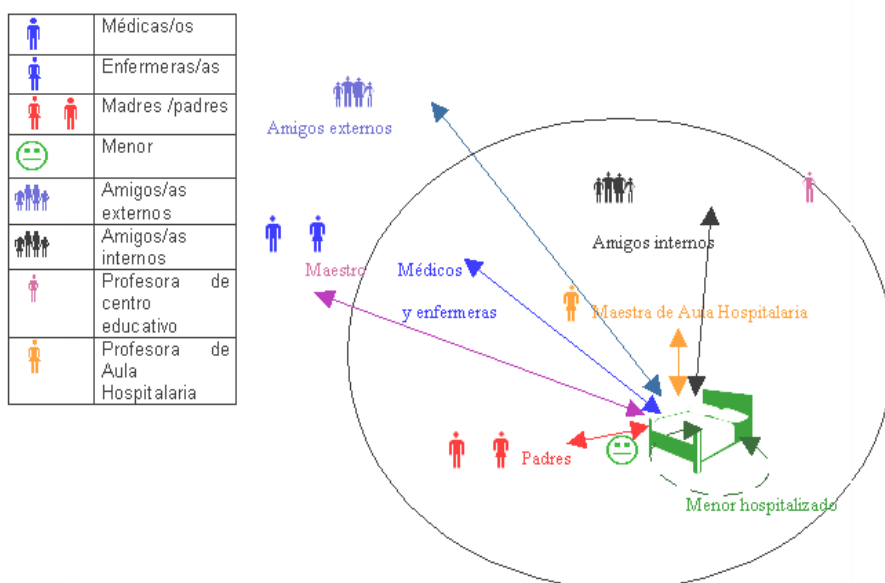 Médicas/os
Enfermeras/as
Madres /padres
Menor
Amigos/as
externos
Amigos/as
internos
Profesora de
centro
educativo
Profesora de
Aula
Hospitalaria
Amigos externos
Amigos internos
Maestro
Médicos
y enfermeras
Maestra de Aula Hospitalaria
Padres
Menor hospitalizado